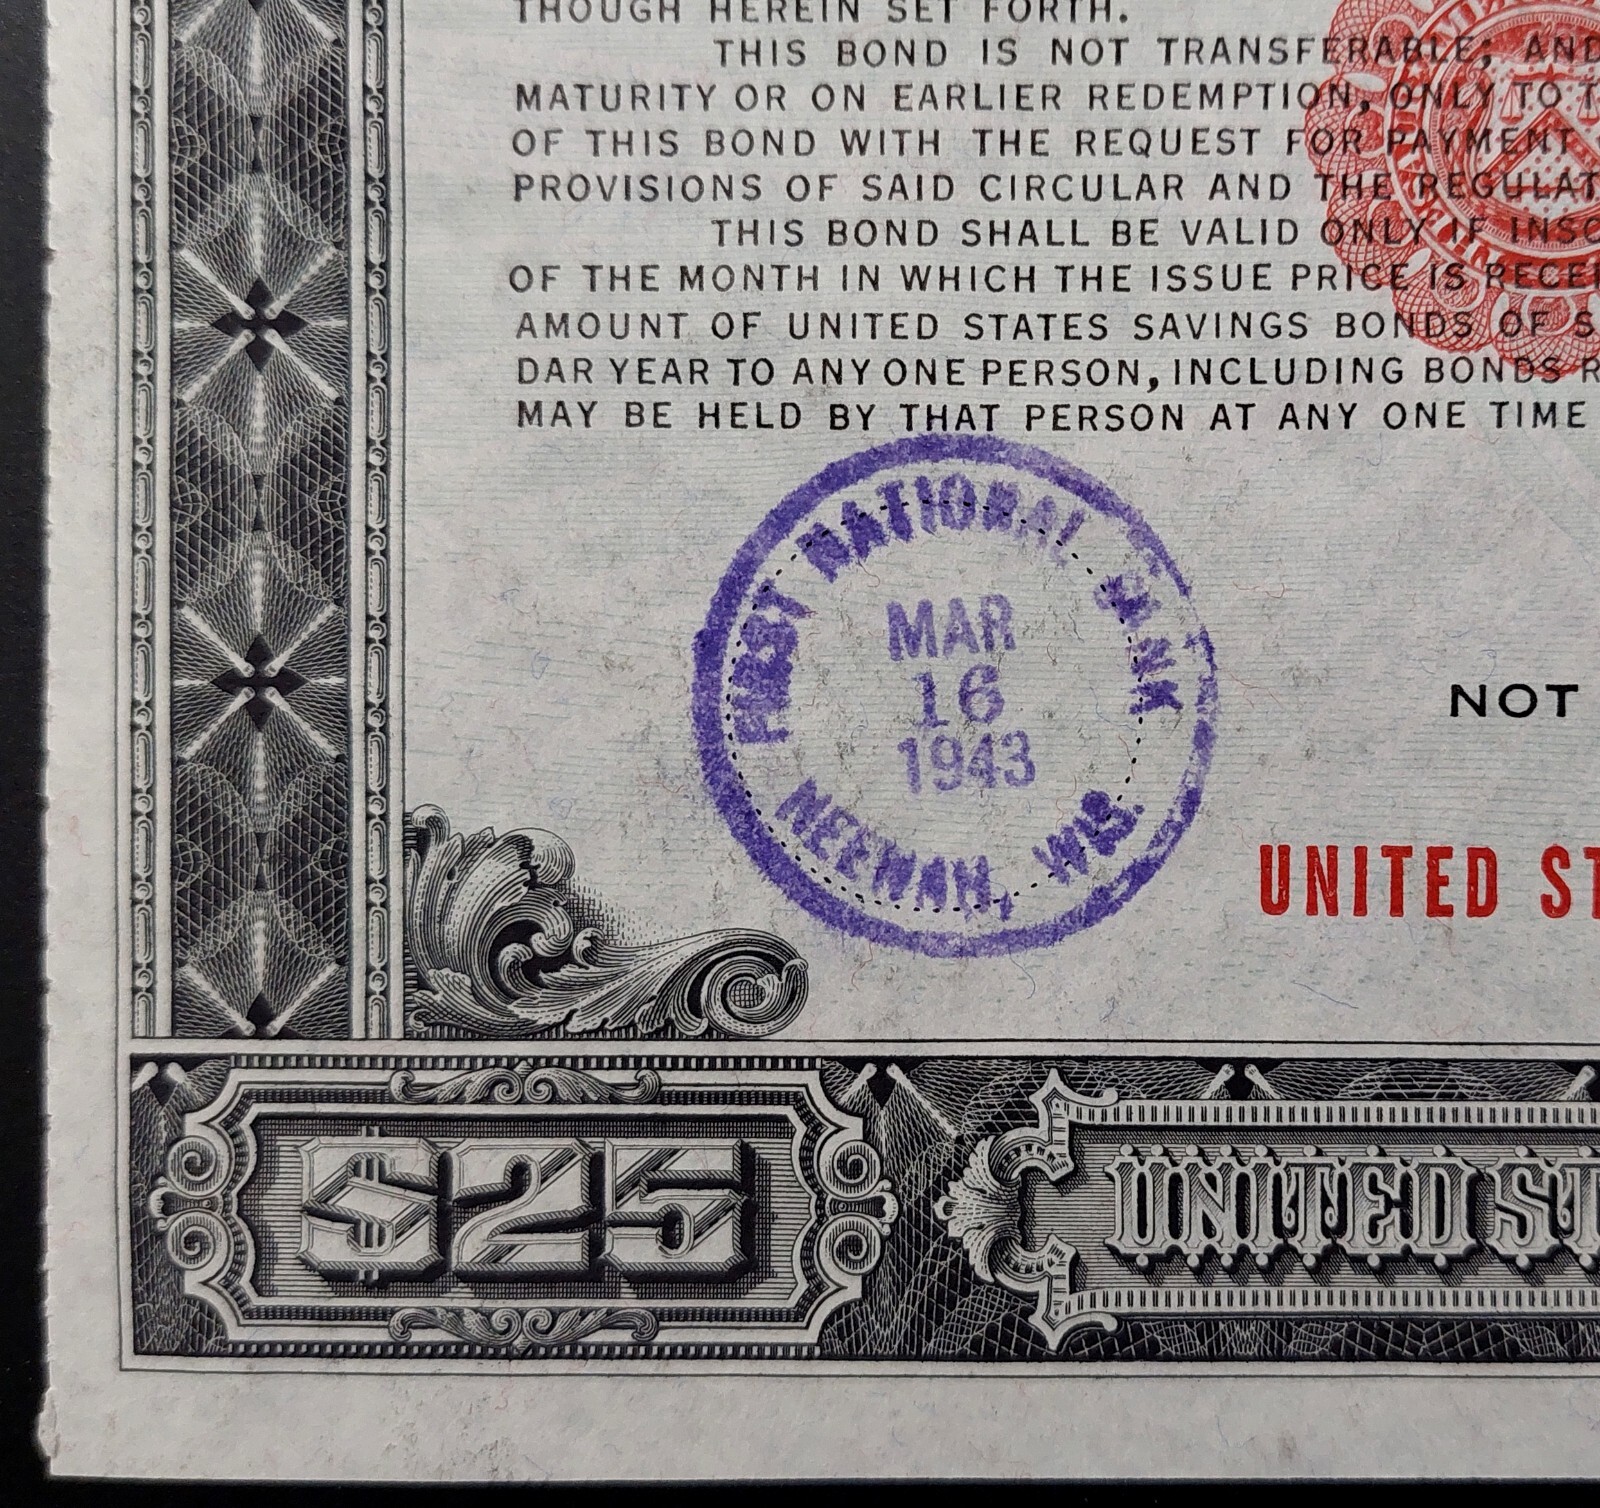 THOUGH HEREIN SET FORTH.
THIS BOND IS NOT TRANSFERABLE; AND
MATURITY OR ON EARLIER REDEMPTION, ONLY TO
OF THIS BOND WITH THE REQUEST FOR PAYMENT
PROVISIONS OF SAID CIRCULAR AND THE REGULAT
THIS BOND SHALL BE VALID ONLY IF INSC
OF THE MONTH IN WHICH THE ISSUE PRICE IS RECEI
AMOUNT OF UNITED STATES SAVINGS BONDS OF S
DAR YEAR TO ANY ONE PERSON, INCLUDING BONDS R
MAY BE HELD BY THAT PERSON AT ANY ONE TIME
FIRST NATIONAL BANK
MAR
16
1943
NEENAH, WIS.
NOT
UNITED ST
$25
UNITED ST